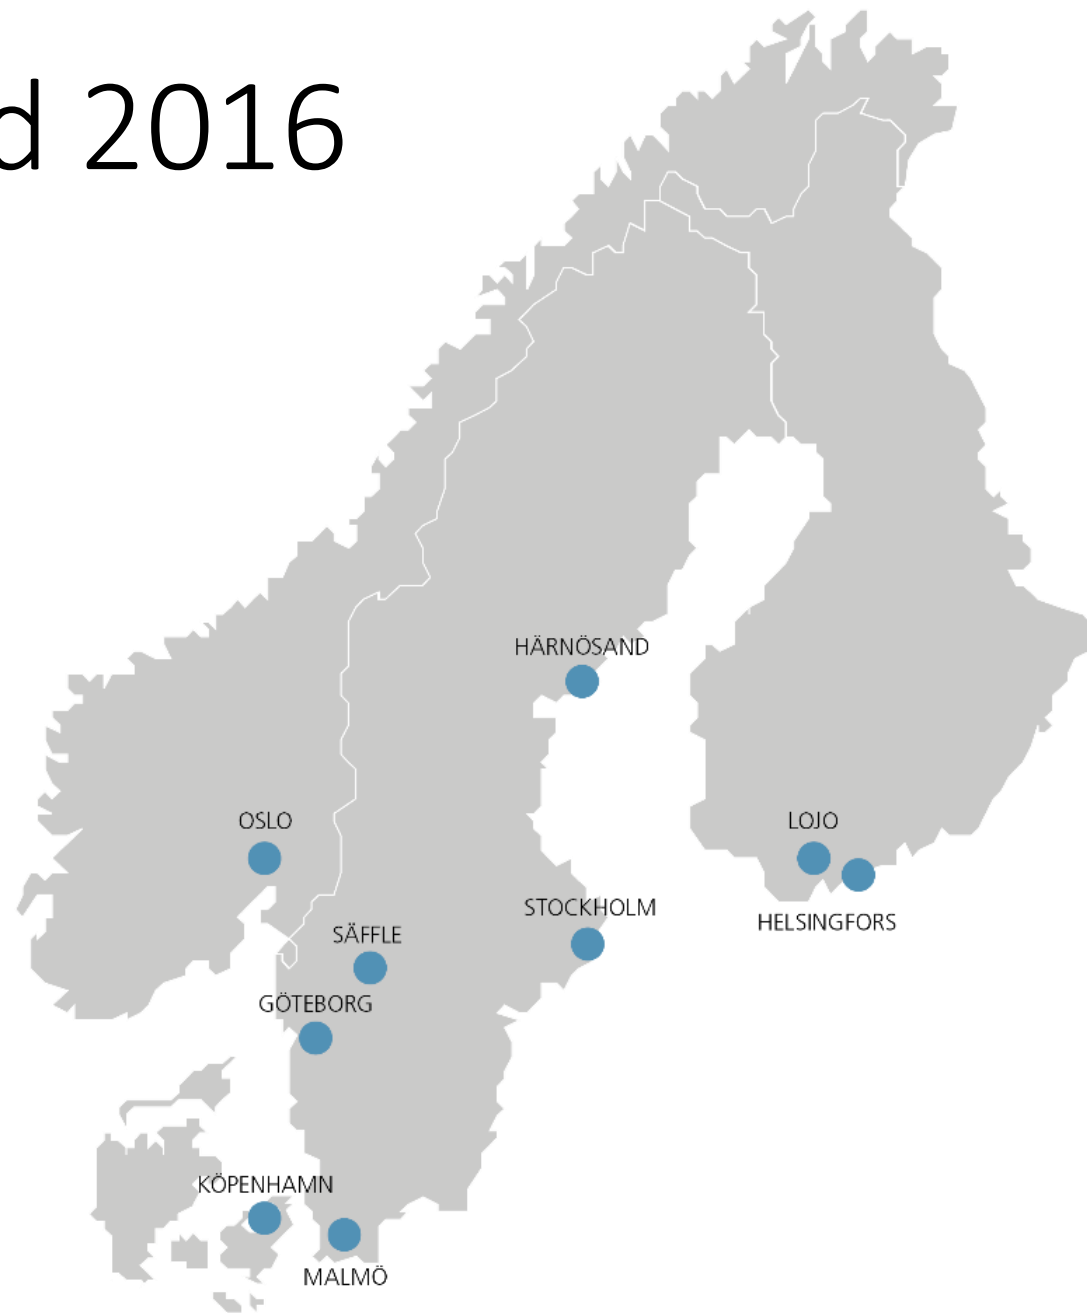 d 2016
HÄRNÖSAND
OSLO
LOJO
STOCKHOLM
HELSINGFORS
SÄFFLE
GÖTEBORG
KÖPENHAMN
MALMÖ